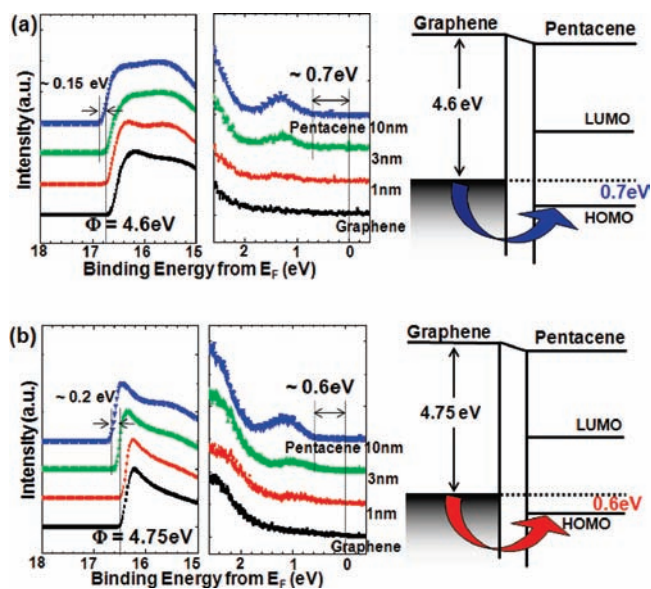 (a)
Intensity (a.u.)
~ 0.15 eV
Φ = 4.6eV
18 17 16 15
~ 0.7eV
Pentacene 10nm
3nm
1nm
Graphene
2 1 0
Binding Energy from EF (eV)
Graphene Pentacene
4.6 eV
LUMO
0.7eV
HOMO
(b)
Intensity (a.u.)
~ 0.2 eV
Φ = 4.75eV
18 17 16 15
~ 0.6eV
Pentacene 10nm
3nm
1nm
Graphene
2 1 0
Binding Energy from EF (eV)
Graphene Pentacene
4.75 eV
LUMO
0.6eV
HOMO